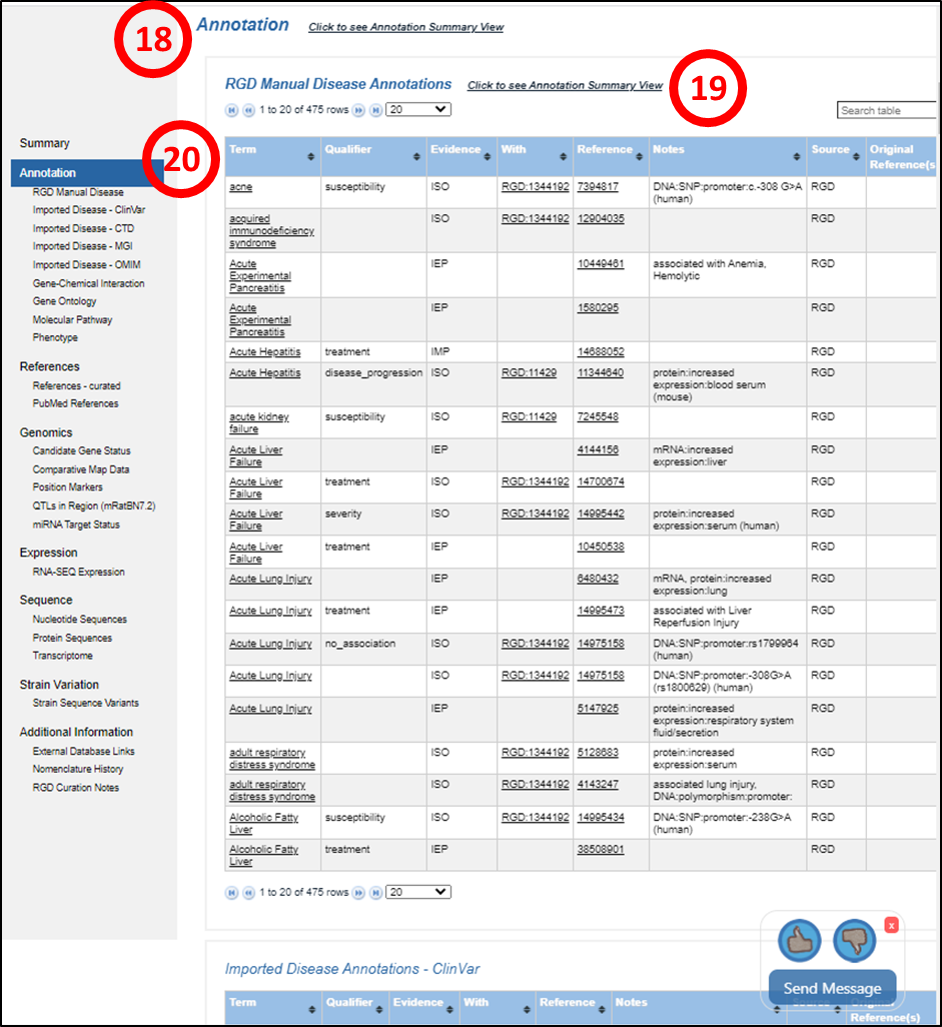 18
Annotation Click to see Annotation Summary View
RGD Manual Disease Annotations Click to see Annotation Summary View
19
1 to 20 of 475 rows 20
Search table
Summary
Annotation
RGD Manual Disease
Imported Disease - ClinVar
Imported Disease - CTD
Imported Disease - MGI
Imported Disease - OMIM
Gene-Chemical Interaction
Gene Ontology
Molecular Pathway
Phenotype
References
References - curated
PubMed References
Genomics
Candidate Gene Status
Comparative Map Data
Position Markers
QTLs in Region (mRatBN7.2)
miRNA Target Status
Expression
RNA-SEQ Expression
Sequence
Nucleotide Sequences
Protein Sequences
Transcriptome
Strain Variation
Strain Sequence Variants
Additional Information
External Database Links
Nomenclature History
RGD Curation Notes
20
Term Qualifier Evidence With Reference Notes Source Original
Reference(s
acne susceptibility ISO RGD:1344192 7394817 DNA:SNP:promoter:c.-308 G>A RGD
(human)
acquired ISO RGD:1344192 12904035 RGD
immunodeficiency
syndrome
Acute IEP 10449461 associated with Anemia, RGD
Experimental Hemolytic
Pancreatitis
Acute IEP 1580295 RGD
Experimental
Pancreatitis
Acute Hepatitis treatment IMP 14688052 RGD
Acute Hepatitis disease_progression ISO RGD:11429 11344640 protein:increased RGD
expression:blood serum
(mouse)
acute kidney susceptibility ISO RGD:11429 7245548 RGD
failure
Acute Liver IEP 4144156 mRNA:increased RGD
Failure expression:liver
Acute Liver treatment ISO RGD:1344192 14700674 RGD
Failure
Acute Liver severity ISO RGD:1344192 14995442 protein:increased RGD
Failure expression:serum (human)
Acute Liver treatment IEP 10450538 RGD
Failure
Acute Lung Injury IEP 6480432 mRNA, protein:increased RGD
expression:lung
Acute Lung Injury treatment IEP 14995473 associated with Liver RGD
Reperfusion Injury
Acute Lung Injury no_association ISO RGD:1344192 14975158 DNA:SNP:promoter:rs1799964 RGD
(human)
Acute Lung Injury ISO RGD:1344192 14975158 DNA:SNP:promoter:-308G>A RGD
(rs1800629) (human)
Acute Lung Injury IEP 5147925 protein:increased RGD
expression:respiratory system
fluid/secretion
adult respiratory ISO RGD:1344192 5128683 protein:increased RGD
distress syndrome expression:serum
adult respiratory ISO RGD:1344192 4143247 associated lung injury, RGD
distress syndrome DNA:polymorphism:promoter:
Alcoholic Fatty susceptibility ISO RGD:1344192 14995434 DNA:SNP:promoter:-238G>A RGD
Liver (human)
Alcoholic Fatty treatment IEP 38508901 RGD
Liver
1 to 20 of 475 rows 20
x
Send Message
Imported Disease Annotations - ClinVar
Term Qualifier Evidence With Reference Notes Source Original
Reference(s)